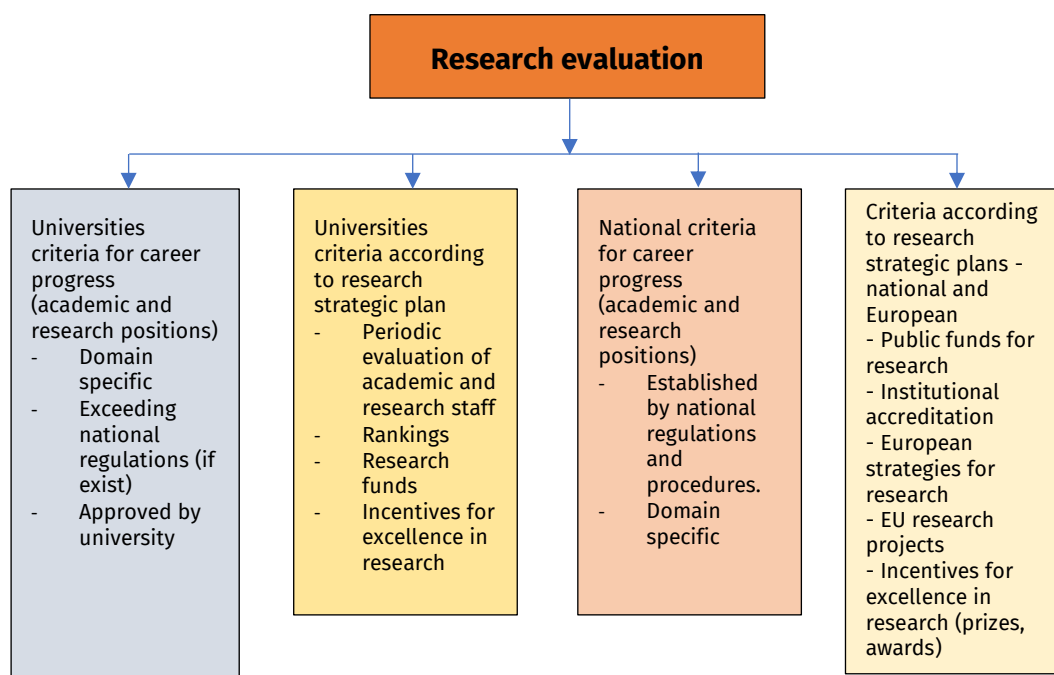 Research evaluation
Universities
criteria for career
progress
(academic and
research positions)
- Domain
specific
- Exceeding
national
regulations (if
exist)
- Approved by
university
Universities
criteria according
to research
strategic plan
- Periodic
evaluation of
academic and
research staff
- Rankings
- Research
funds
- Incentives for
excellence in
research
National criteria
for career
progress
(academic and
research
positions)
- Established
by national
regulations
and
procedures.
- Domain
specific
Criteria according
to research
strategic plans -
national and
European
- Public funds for
research
- Institutional
accreditation
- European
strategies for
research
- EU research
projects
- Incentives for
excellence in
research (prizes,
awards)